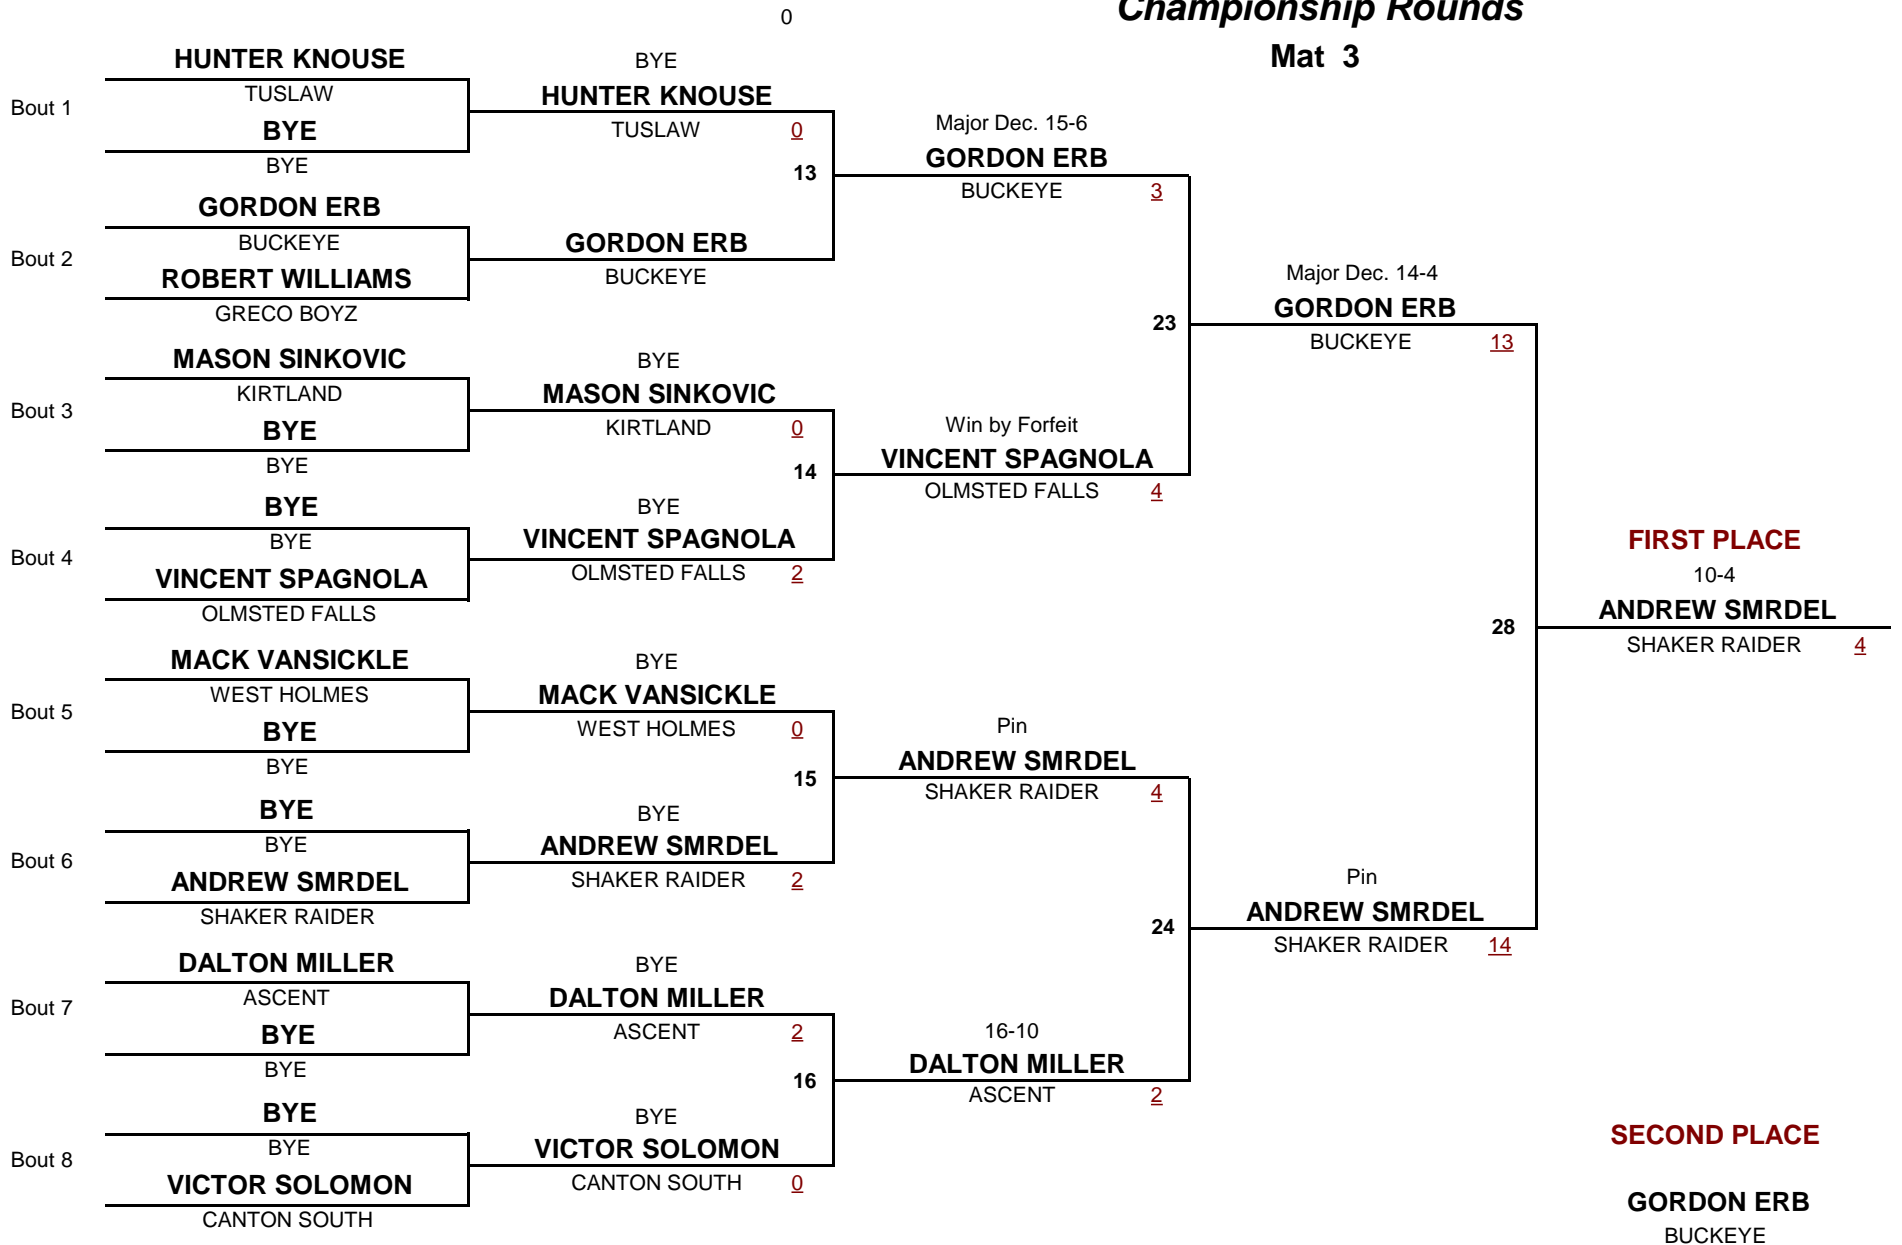 0
Championship Rounds
Mat 3
HUNTER KNOUSE
TUSLAW
Bout 1
BYE
BYE
GORDON ERB
BUCKEYE
Bout 2
ROBERT WILLIAMS
GRECO BOYZ
MASON SINKOVIC
KIRTLAND
Bout 3
BYE
BYE
BYE
BYE
Bout 4
VINCENT SPAGNOLA
OLMSTED FALLS
MACK VANSICKLE
WEST HOLMES
Bout 5
BYE
BYE
BYE
BYE
Bout 6
ANDREW SMRDEL
SHAKER RAIDER
DALTON MILLER
ASCENT
Bout 7
BYE
BYE
BYE
BYE
Bout 8
VICTOR SOLOMON
CANTON SOUTH
BYE
HUNTER KNOUSE
TUSLAW 0
13
GORDON ERB
BUCKEYE
BYE
MASON SINKOVIC
KIRTLAND 0
14
BYE
VINCENT SPAGNOLA
OLMSTED FALLS 2
BYE
MACK VANSICKLE
WEST HOLMES 0
15
BYE
ANDREW SMRDEL
SHAKER RAIDER 2
BYE
DALTON MILLER
ASCENT 2
16
BYE
VICTOR SOLOMON
CANTON SOUTH 0
Major Dec. 15-6
GORDON ERB
BUCKEYE 3
23
Win by Forfeit
VINCENT SPAGNOLA
OLMSTED FALLS 4
Pin
ANDREW SMRDEL
SHAKER RAIDER 4
24
16-10
DALTON MILLER
ASCENT 2
Major Dec. 14-4
GORDON ERB
BUCKEYE 13
28
Pin
ANDREW SMRDEL
SHAKER RAIDER 14
FIRST PLACE
10-4
ANDREW SMRDEL
SHAKER RAIDER 4
SECOND PLACE
GORDON ERB
BUCKEYE